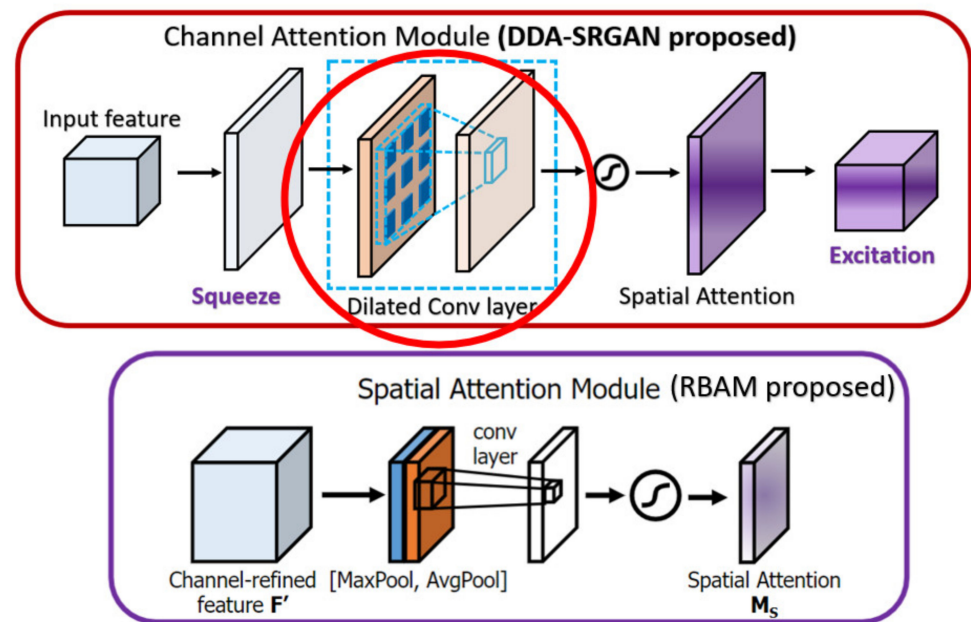 Channel Attention Module (DDA-SRGAN proposed)
Input feature
Squeeze
Dilated Conv layer
Spatial Attention
Excitation
Spatial Attention Module (RBAM proposed)
conv
layer
Channel-refined
feature F'
[MaxPool, AvgPool]
Spatial Attention
Ms